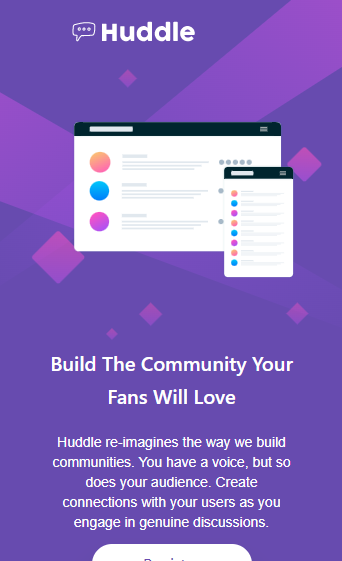 Huddle
Build The Community Your
Fans Will Love
Huddle re-imagines the way we build
communities. You have a voice, but so
does your audience. Create
connections with your users as you
engage in genuine discussions.